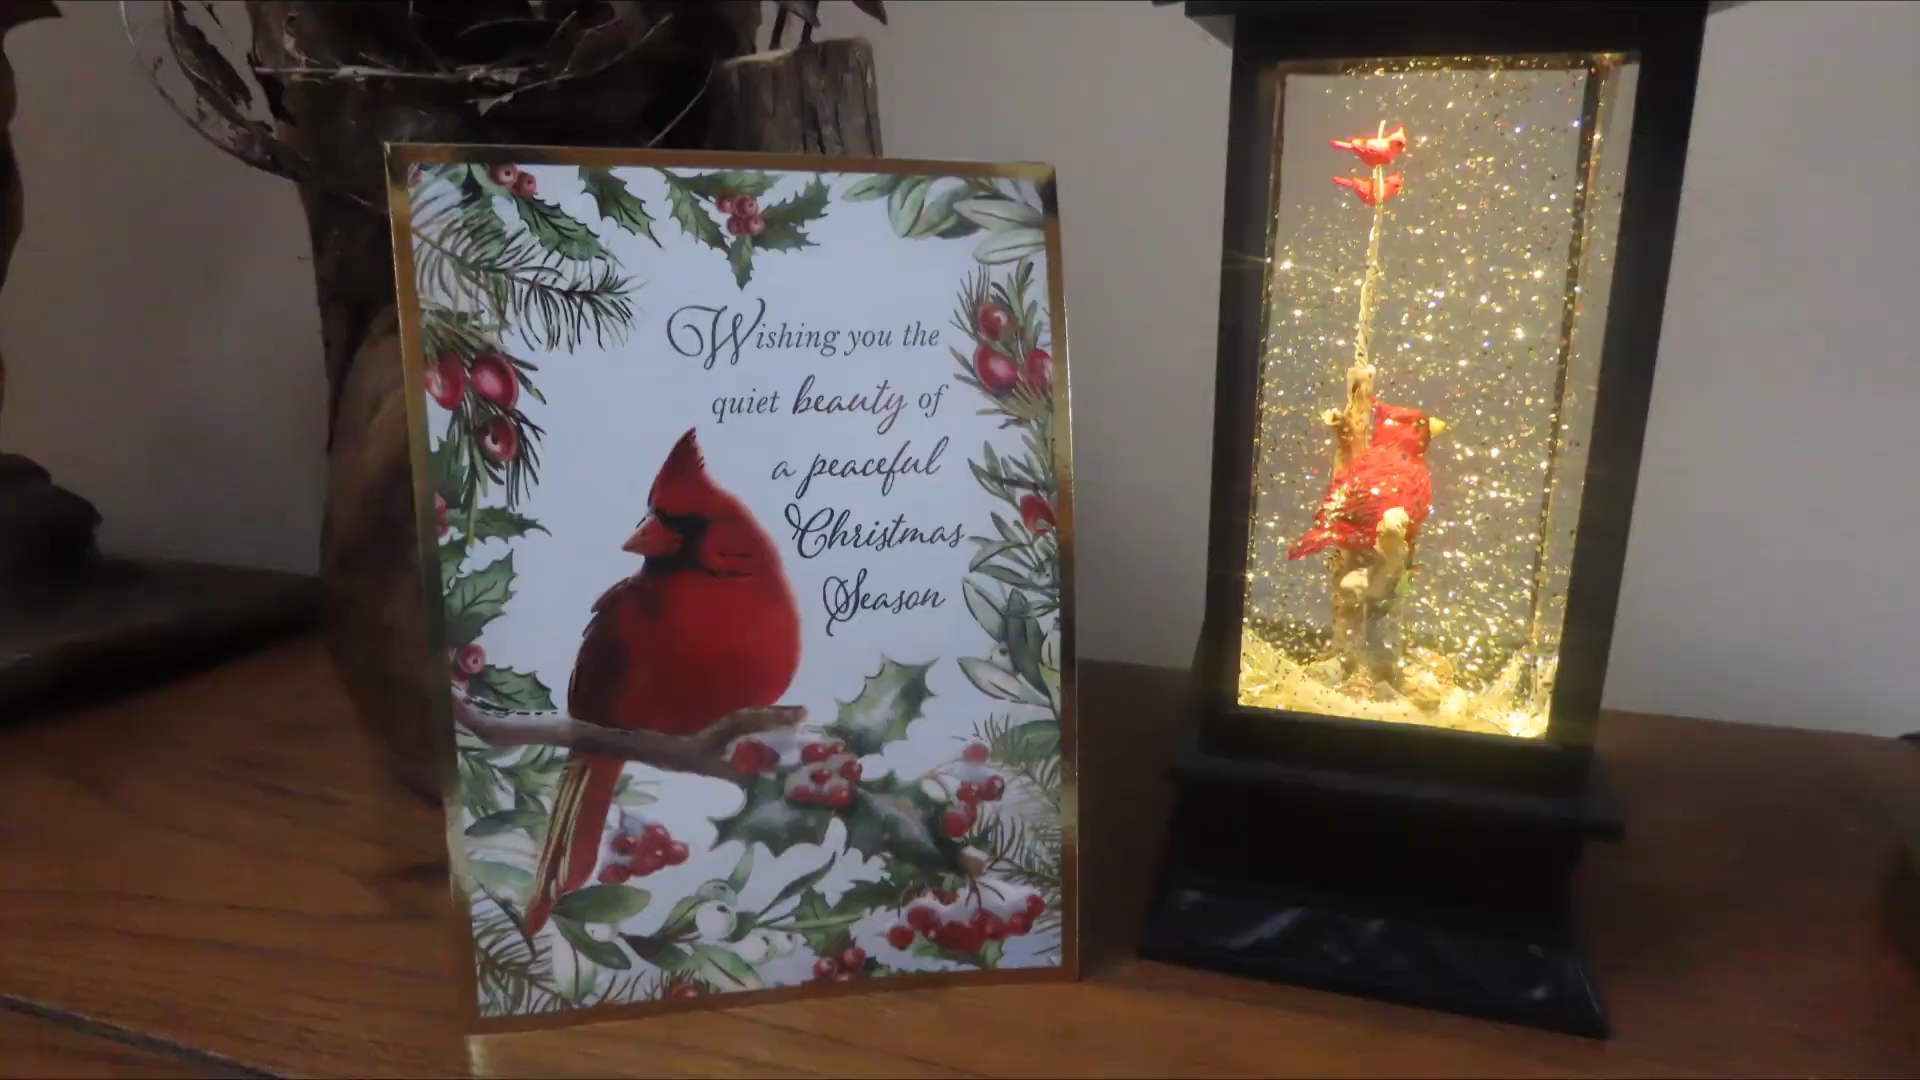 Wishing you the
quiet beauty of
a peaceful
Christmas
Season